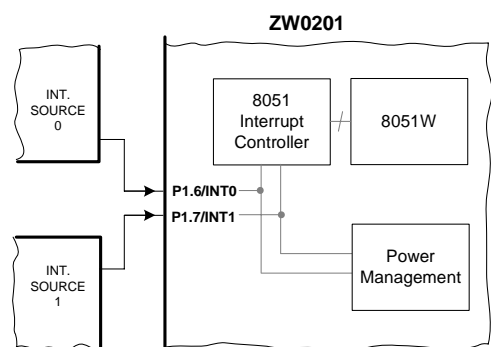 ZW0201
INT.
SOURCE
0
8051
Interrupt
Controller
8051W
P1.6/INT0
P1.7/INT1
INT.
SOURCE
1
Power
Management